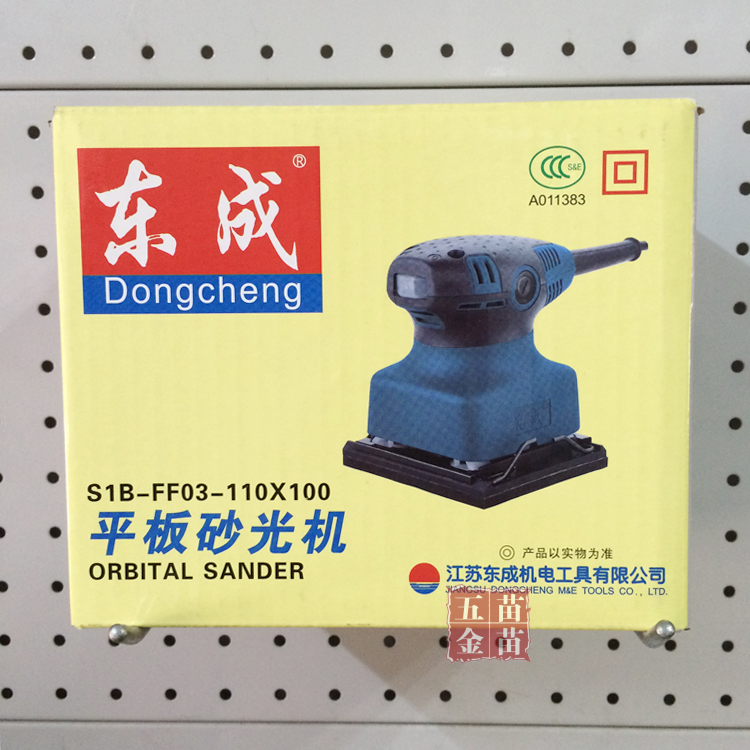 东成®
Dongcheng
CCC S&E
A011383
S1B-FF03-110X100
平板砂光机
ORBITAL SANDER
◎ 产品以实物为准
江苏东成机电工具有限公司
JIANGSU DONGCHENG M&E TOOLS CO., LTD.
五金
苗苗